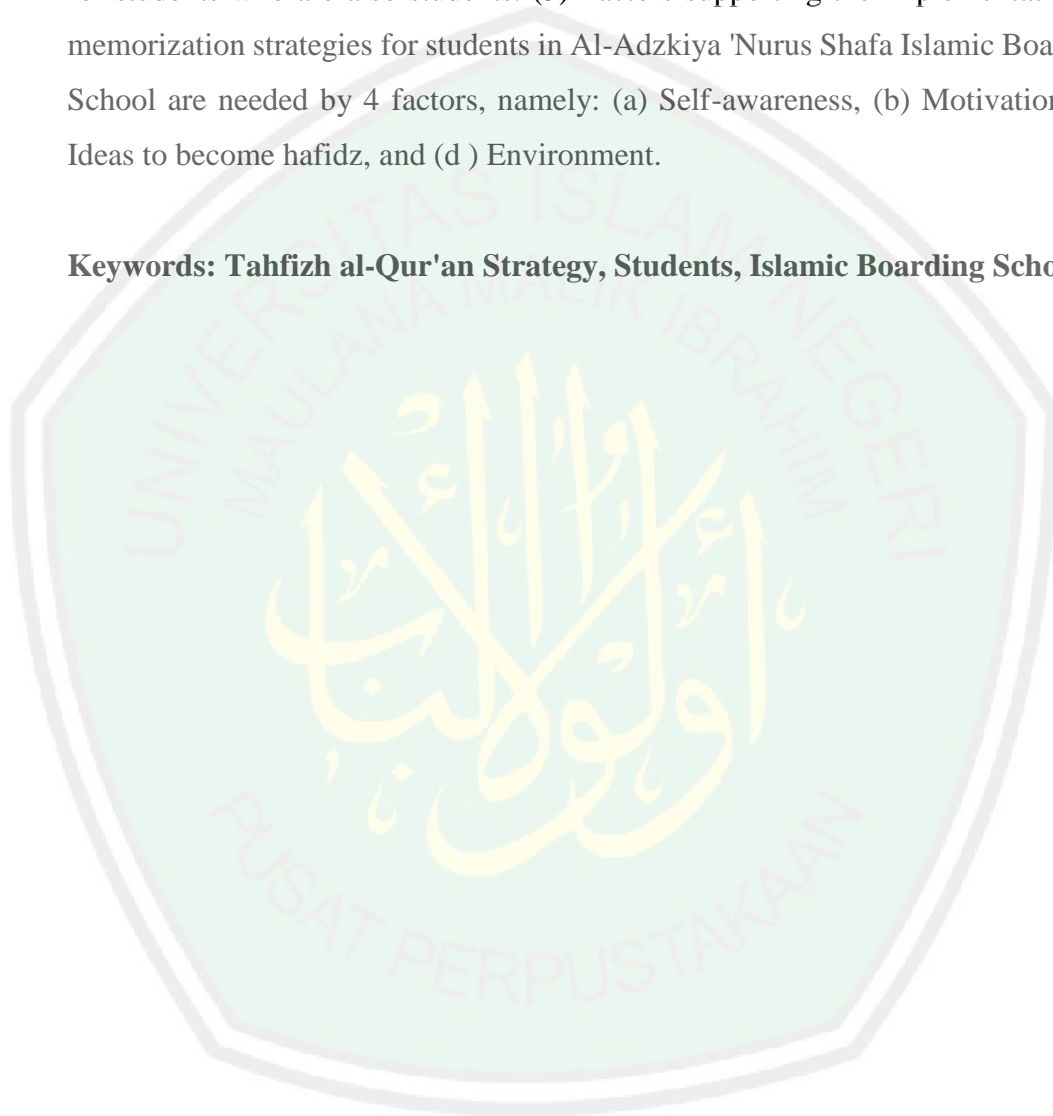 memorization strategies for students in Al-Adzkiya 'Nurus Shafa Islamic Boa
School are needed by 4 factors, namely: (a) Self-awareness, (b) Motivation
Ideas to become hafidz, and (d ) Environment.
Keywords: Tahfizh al-Qur'an Strategy, Students, Islamic Boarding Scho
UNIVERSITAS ISLAM NEGERI
MAULANA MALIK IBRAHIM
أولوا الألباب
PUSAT PERPUSTAKAAN